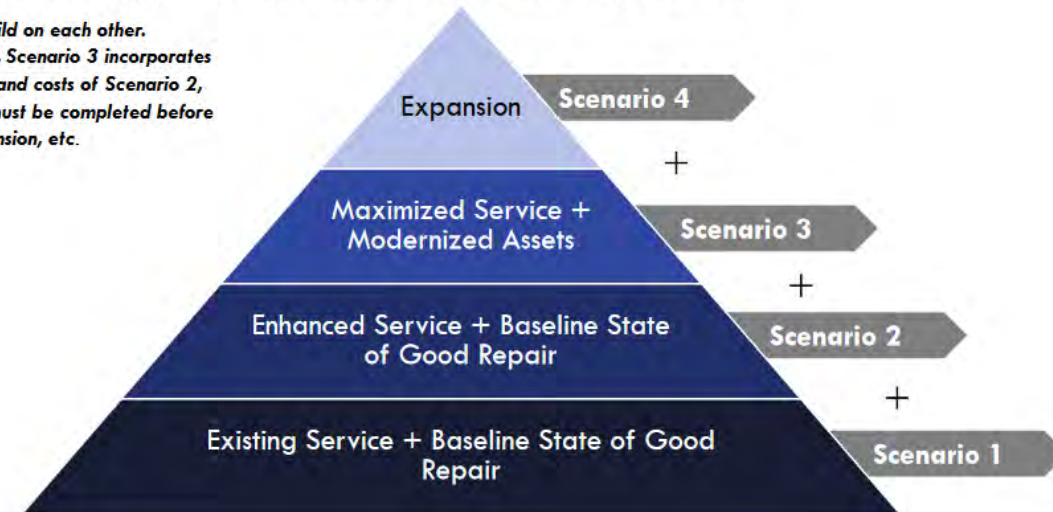 ild on each other.
Scenario 3 incorporates
and costs of Scenario 2,
must be completed before
nsion, etc.
Expansion
Scenario 4
+
Maximized Service +
Modernized Assets
Scenario 3
+
Enhanced Service + Baseline State
of Good Repair
Scenario 2
+
Existing Service + Baseline State of Good
Repair
Scenario 1